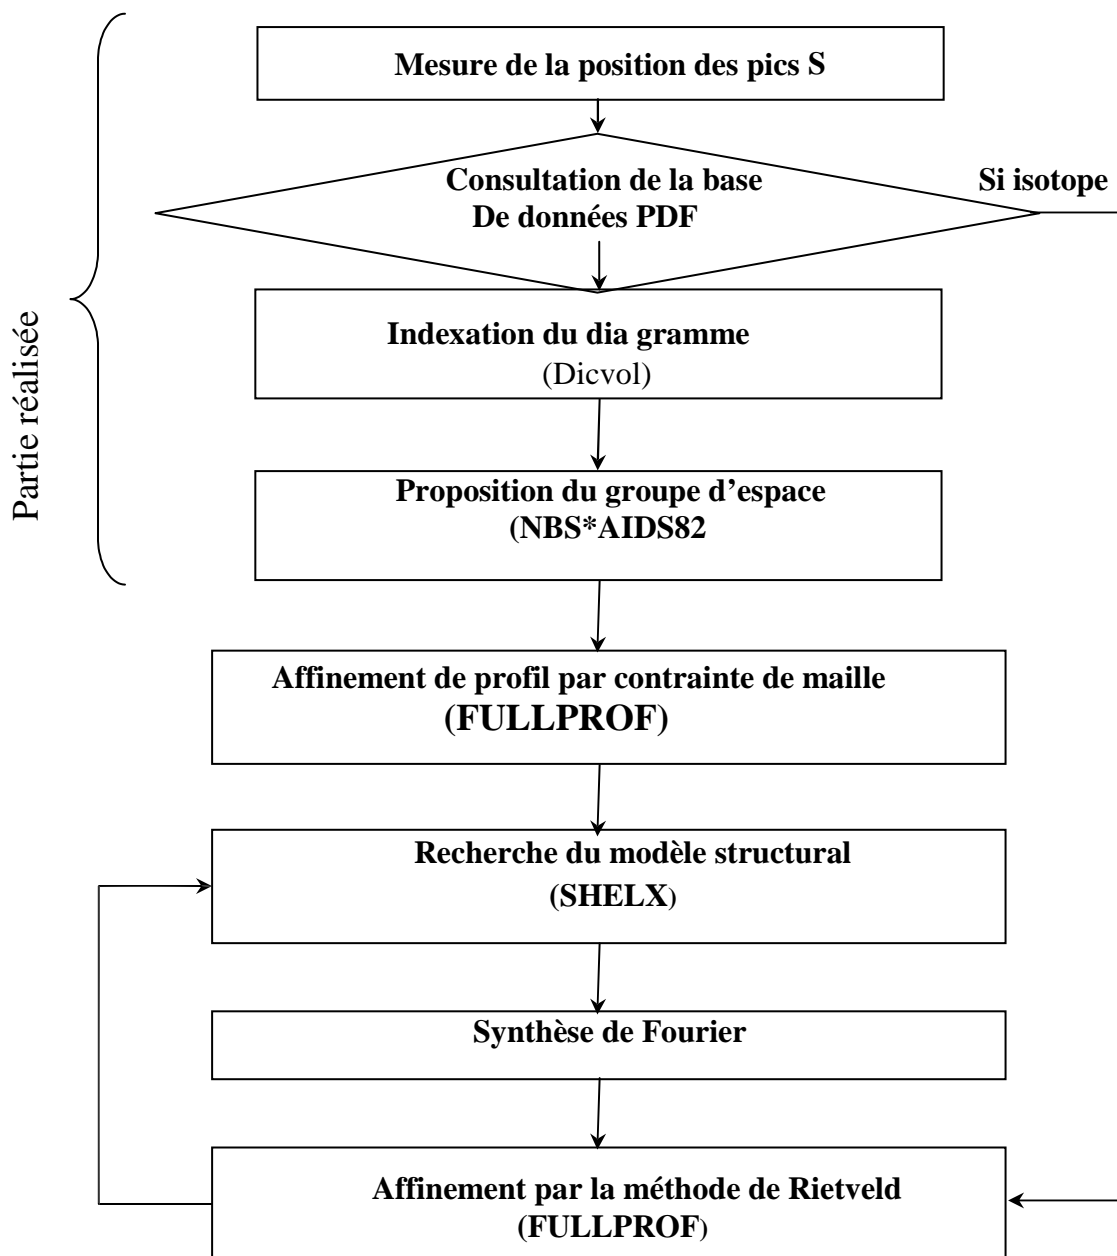 Mesure de la position des pics S
Consultation de la base
De données PDF
Si isotope
Indexation du dia gramme
(Dicvol)
Partie réalisée
Proposition du groupe d’espace
(NBS*AIDS82
Affinement de profil par contrainte de maille
(FULLPROF)
Recherche du modèle structural
(SHELX)
Synthèse de Fourier
Affinement par la méthode de Rietveld
(FULLPROF)